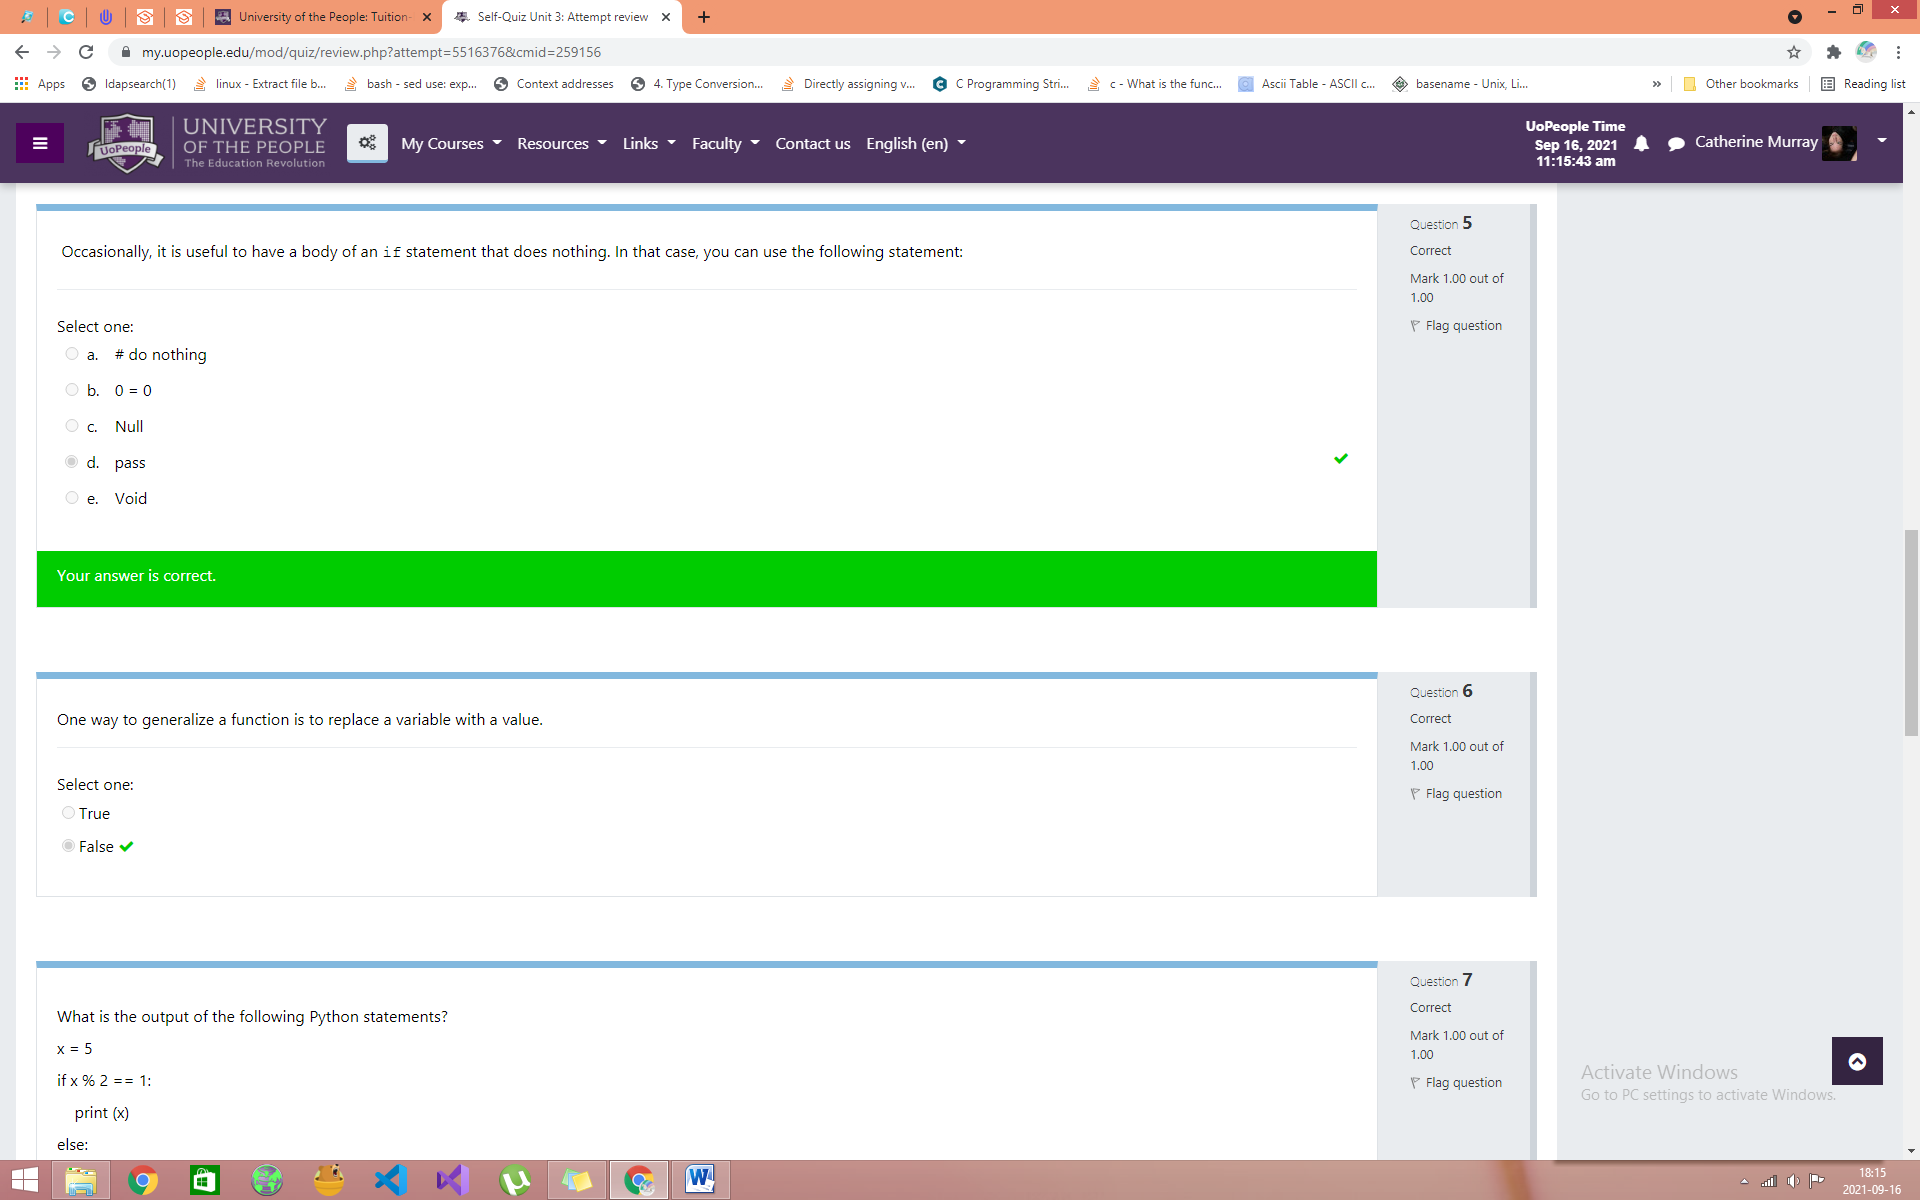 University of the People: Tuition-
Self-Quiz Unit 3: Attempt review
my.uopeople.edu/mod/quiz/review.php?attempt=5516376&cmid=259156
Apps
ldapsearch(1)
linux - Extract file b...
bash - sed use: exp...
Context addresses
4. Type Conversion...
Directly assigning v...
C Programming Stri...
c - What is the func...
Ascii Table - ASCII c...
basename - Unix, Li...
»
Other bookmarks
Reading list
UoPeople
UNIVERSITY
OF THE PEOPLE
The Education Revolution
My Courses
Resources
Links
Faculty
Contact us
English (en)
UoPeople Time
Sep 16, 2021
11:15:43 am
Catherine Murray
Occasionally, it is useful to have a body of an if statement that does nothing. In that case, you can use the following statement:
Select one:
a. # do nothing
b. 0 = 0
c. Null
d. pass
e. Void
Your answer is correct.
Question 5
Correct
Mark 1.00 out of
1.00
Flag question
One way to generalize a function is to replace a variable with a value.
Select one:
True
False
Question 6
Correct
Mark 1.00 out of
1.00
Flag question
What is the output of the following Python statements?
x = 5
if x % 2 == 1:
print (x)
else:
Question 7
Correct
Mark 1.00 out of
1.00
Flag question
Activate Windows
Go to PC settings to activate Windows.
18:15
2021-09-16